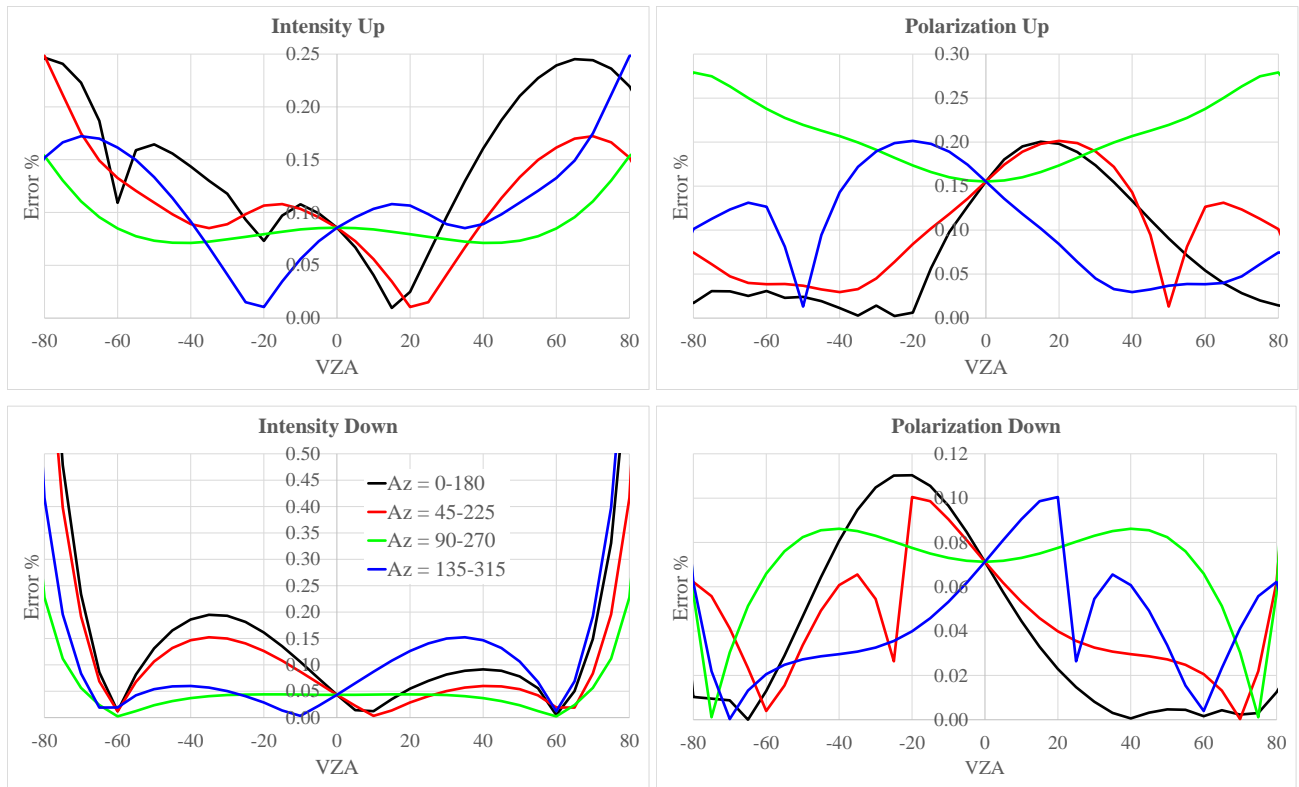 Intensity Up
0.25
0.20
0.15
0.10
0.05
0.00
Error %
-80 -60 -40 -20 0 20 40 60 80
VZA
Polarization Up
0.30
0.25
0.20
0.15
0.10
0.05
0.00
Error %
-80 -60 -40 -20 0 20 40 60 80
VZA
Intensity Down
0.50
0.45
0.40
0.35
0.30
0.25
0.20
0.15
0.10
0.05
0.00
Az = 0-180
Az = 45-225
Az = 90-270
Az = 135-315
Error %
-80 -60 -40 -20 0 20 40 60 80
VZA
Polarization Down
0.12
0.10
0.08
0.06
0.04
0.02
0.00
Error %
-80 -60 -40 -20 0 20 40 60 80
VZA